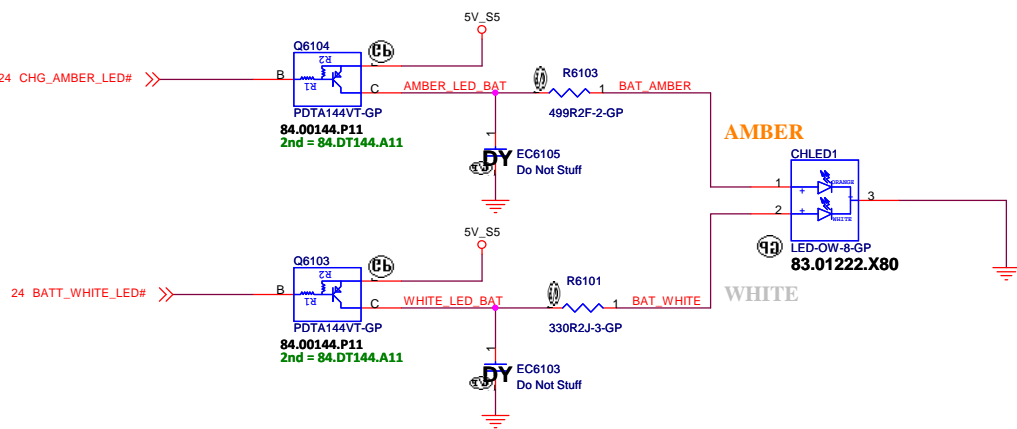 5V_S5
Q6104
R2
E
24 CHG_AMBER_LED#
B
R1
C
AMBER_LED_BAT
R6103
1
BAT_AMBER
PDTA144VT-GP
499R2F-2-GP
84.00144.P11
2nd = 84.DT144.A11
1
DY
EC6105
Do Not Stuff
AMBER
CHLED1
1
ORANGE
2
WHITE
3
LED-OW-8-GP
83.01222.X80
5V_S5
Q6103
R2
E
24 BATT_WHITE_LED#
B
R1
C
WHITE_LED_BAT
R6101
1
BAT_WHITE
WHITE
PDTA144VT-GP
330R2J-3-GP
84.00144.P11
2nd = 84.DT144.A11
1
DY
EC6103
Do Not Stuff